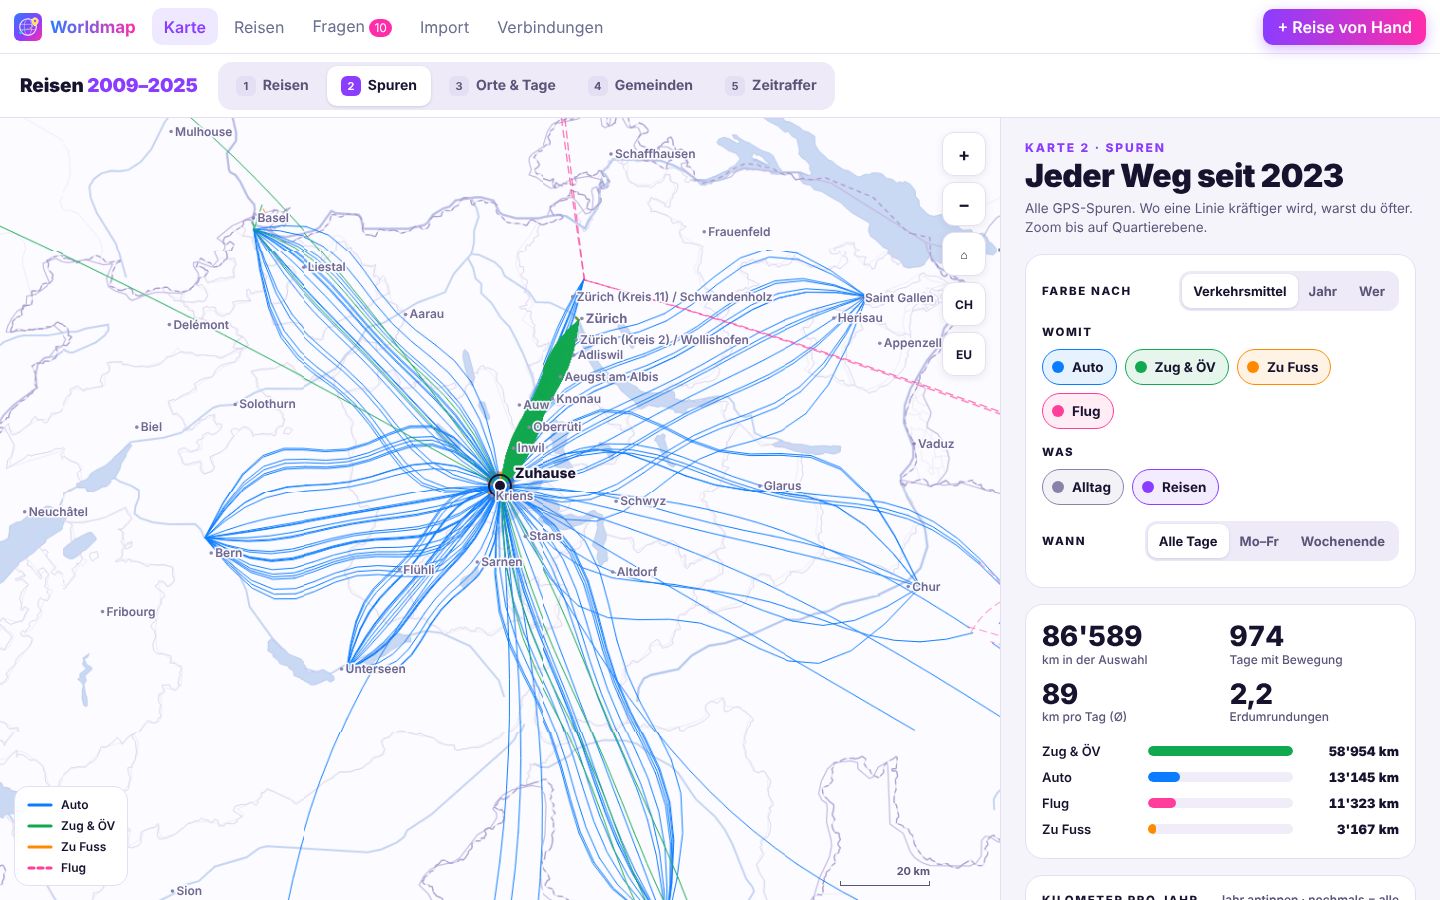 Worldmap
Karte
Reisen
Fragen 10
Import
Verbindungen
+ Reise von Hand
Reisen 2009–2025
1 Reisen
2 Spuren
3 Orte & Tage
4 Gemeinden
5 Zeitraffer
Mulhouse
Schaffhausen
Basel
Frauenfeld
Liestal
Zürich (Kreis 11) / Schwandenholz
Saint Gallen
Aarau
Zürich
Herisau
Delémont
Zürich (Kreis 2) / Wollishofen
Appenzell
Adliswil
Aeugst am Albis
Knonau
Auw
Solothurn
Biel
Oberrüti
Inwil
Vaduz
Zuhause
Kriens
Glarus
Schwyz
Neuchâtel
Stans
Bern
Sarnen
Flühli
Altdorf
Chur
Fribourg
Unterseen
Sion
+
−
CH
EU
Auto
Zug & ÖV
Zu Fuss
Flug
20 km
KARTE 2 · SPUREN
Jeder Weg seit 2023
Alle GPS-Spuren. Wo eine Linie kräftiger wird, warst du öfter.
Zoom bis auf Quartierebene.
FARBE NACH
Verkehrsmittel
Jahr
Wer
WOMIT
Auto
Zug & ÖV
Zu Fuss
Flug
WAS
Alltag
Reisen
WANN
Alle Tage
Mo–Fr
Wochenende
86'589
km in der Auswahl
974
Tage mit Bewegung
89
km pro Tag (Ø)
2,2
Erdumrundungen
Zug & ÖV 58'954 km
Auto 13'145 km
Flug 11'323 km
Zu Fuss 3'167 km
KILOMETER PRO JAHR
Jahr antippen · nochmals = alle